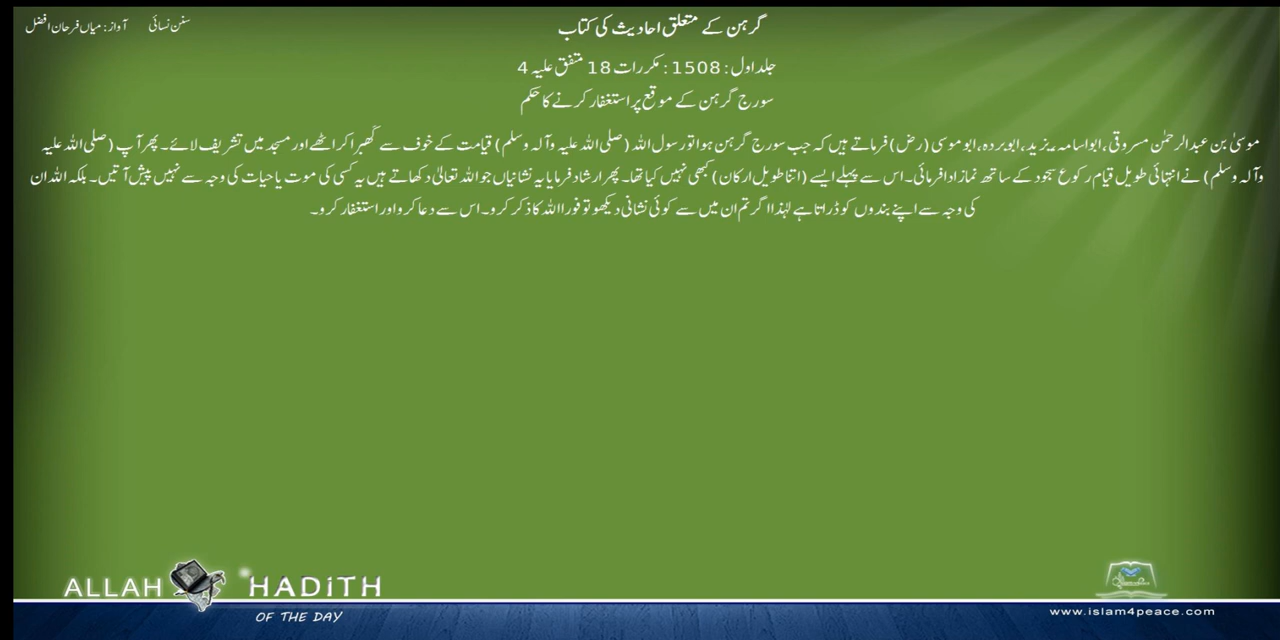 سنن نسائی آواز: میاں فرحان افضل
گرہن کے متعلق احادیث کی کتاب
جلد اول: 1508: مکررات 18 متفق علیہ 4
سورج گرہن کے موقع پر استغفار کرنے کا حکم
موسیٰ بن عبدالرحمٰن مسروقی، ابواسامہ، یزید، ابوبردہ، ابوموسی (رض) فرماتے ہیں کہ جب سورج گرہن ہوا تو رسول اللہ (صلی اللہ علیہ وآلہ وسلم) قیامت کے خوف سے گھبرا کر اٹھے اور مسجد میں تشریف لائے۔ پھر آپ (صلی اللہ علیہ
وآلہ وسلم) نے انتہائی طویل قیام رکوع سجود کے ساتھ نماز ادا فرمائی۔ اس سے پہلے ایسے (اتنا طویل ارکان) کبھی نہیں کیا تھا۔ پھر ارشاد فرمایا یہ نشانیاں جو اللہ تعالیٰ دکھاتے ہیں یہ کسی کی موت یا حیات کی وجہ سے نہیں پیش آتیں۔ بلکہ اللہ ان
کی وجہ سے اپنے بندوں کو ڈراتا ہے لہٰذا اگر تم ان میں سے کوئی نشانی دیکھو تو فورا اللہ کا ذکر کرو۔ اس سے دعا کرو اور استغفار کرو۔
ALLAH HADiTH
OF THE DAY
www.islam4peace.com